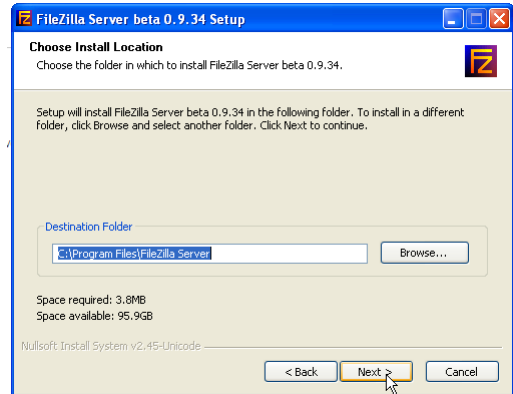 FileZilla Server beta 0.9.34 Setup
Choose Install Location
Choose the folder in which to install FileZilla Server beta 0.9.34.
Setup will install FileZilla Server beta 0.9.34 in the following folder. To install in a different
folder, click Browse and select another folder. Click Next to continue.
Destination Folder
C:\Program Files\FileZilla Server
Browse...
Space required: 3.8MB
Space available: 95.9GB
Nullsoft Install System v2.45-Unicode
< Back
Next >
Cancel